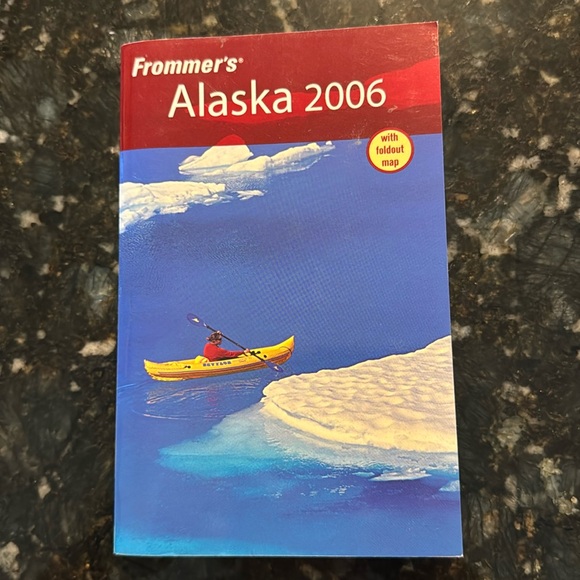 Frommer's®
Alaska 2006
with
foldout
map